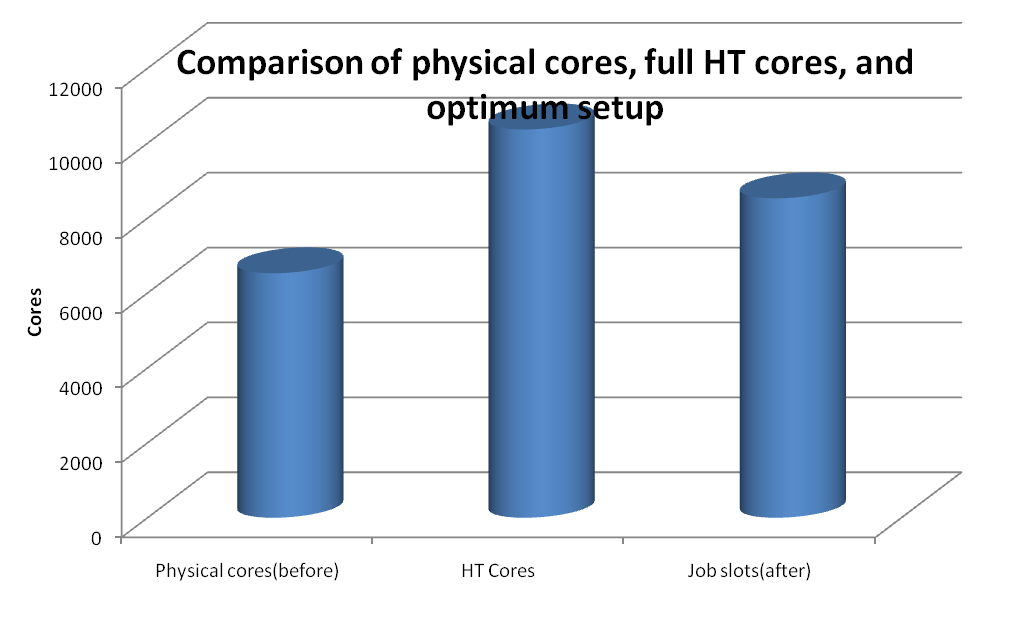 Comparison of physical cores, full HT cores, and
optimum setup
12000
10000
8000
6000
4000
2000
0
Cores
Physical cores(before)
HT Cores
Job slots(after)